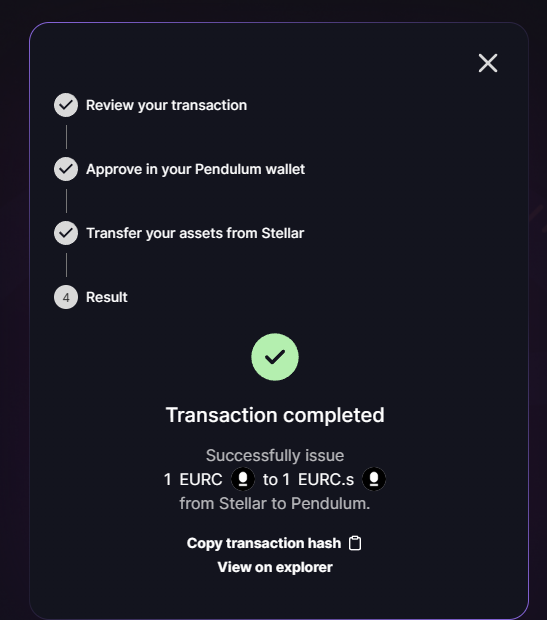 Review your transaction
Approve in your Pendulum wallet
Transfer your assets from Stellar
4 Result
Transaction completed
Successfully issue
1 EURC to 1 EURC.s
from Stellar to Pendulum.
Copy transaction hash
View on explorer